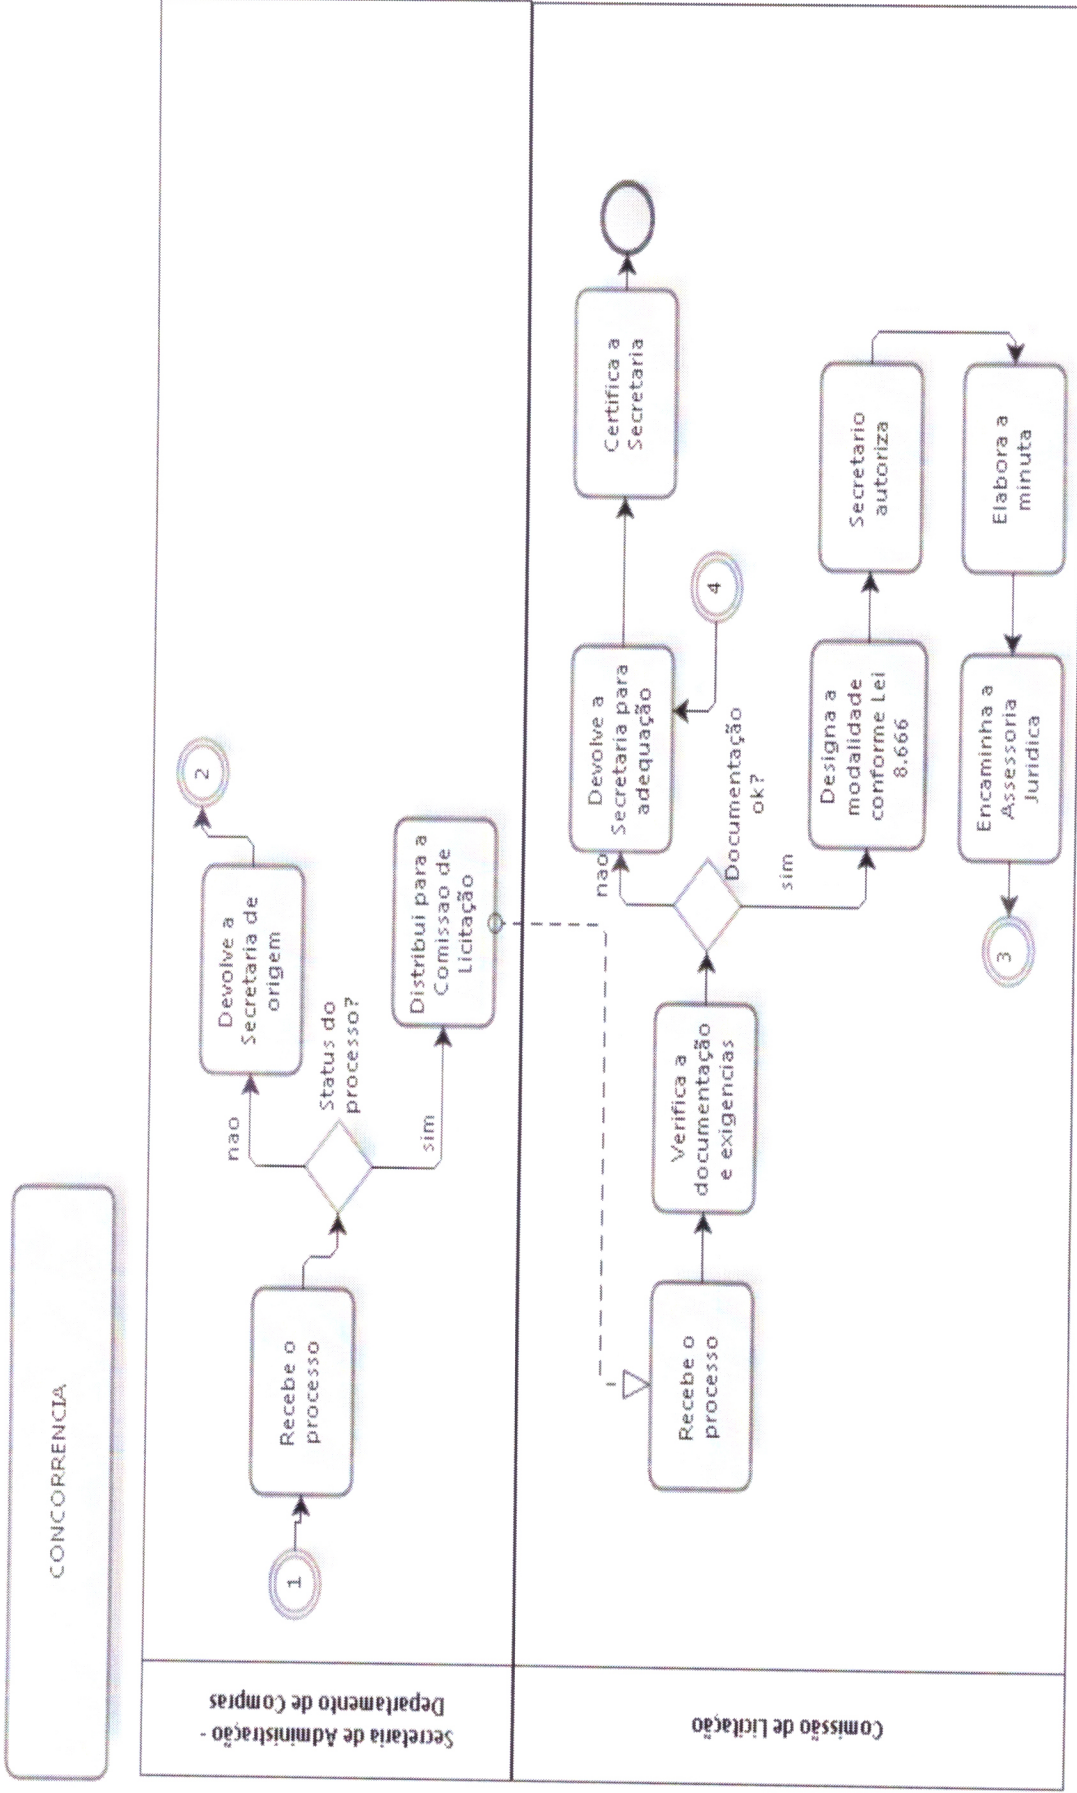 CONCORRENCIA
Secretaria de Administração -
Departamento de Compras
1
Recebe o
processo
Status do
processo?
nao
Devolve a
Secretaria de
origem
2
sim
Distribui para a
Comissao de
Licitação
Comissão de Licitação
Recebe o
processo
Verifica a
documentação
e exigencias
Documentação
ok?
nao
Devolve a
Secretaria para
adequação
4
Certifica a
Secretaria
sim
Designa a
modalidade
conforme Lei
8.666
Secretario
autoriza
Elabora a
minuta
Encaminha a
Assessoria
Juridica
3